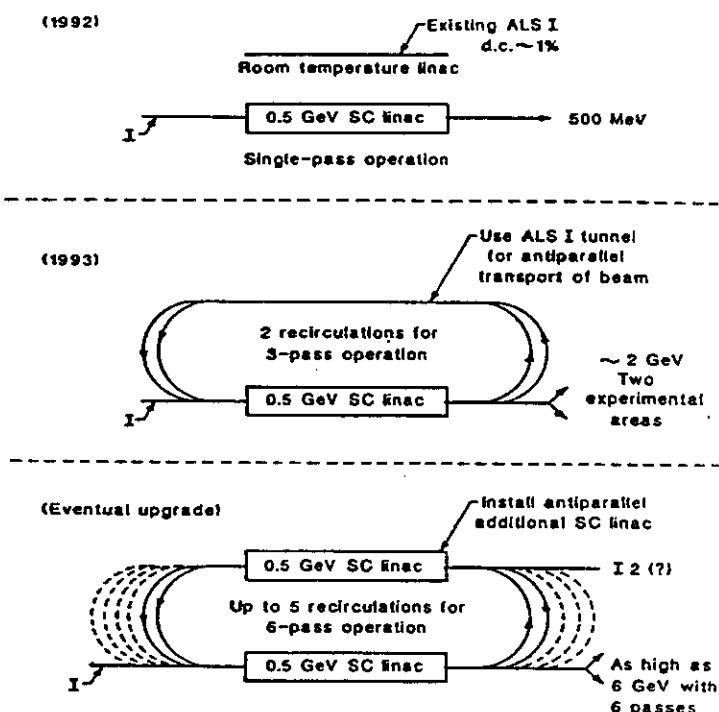 (1992)
Existing ALS I
d.c.~1%
Room temperature linac
0.5 GeV SC linac
500 MeV
I
Single-pass operation
(1993)
Use ALS I tunnel
for antiparallel
transport of beam
2 recirculations for
3-pass operation
~ 2 GeV
Two
experimental
areas
0.5 GeV SC linac
I
(Eventual upgrade)
Install antiparallel
additional SC linac
0.5 GeV SC linac
I 2 (?)
Up to 5 recirculations for
6-pass operation
0.5 GeV SC linac
I
As high as
6 GeV with
6 passes